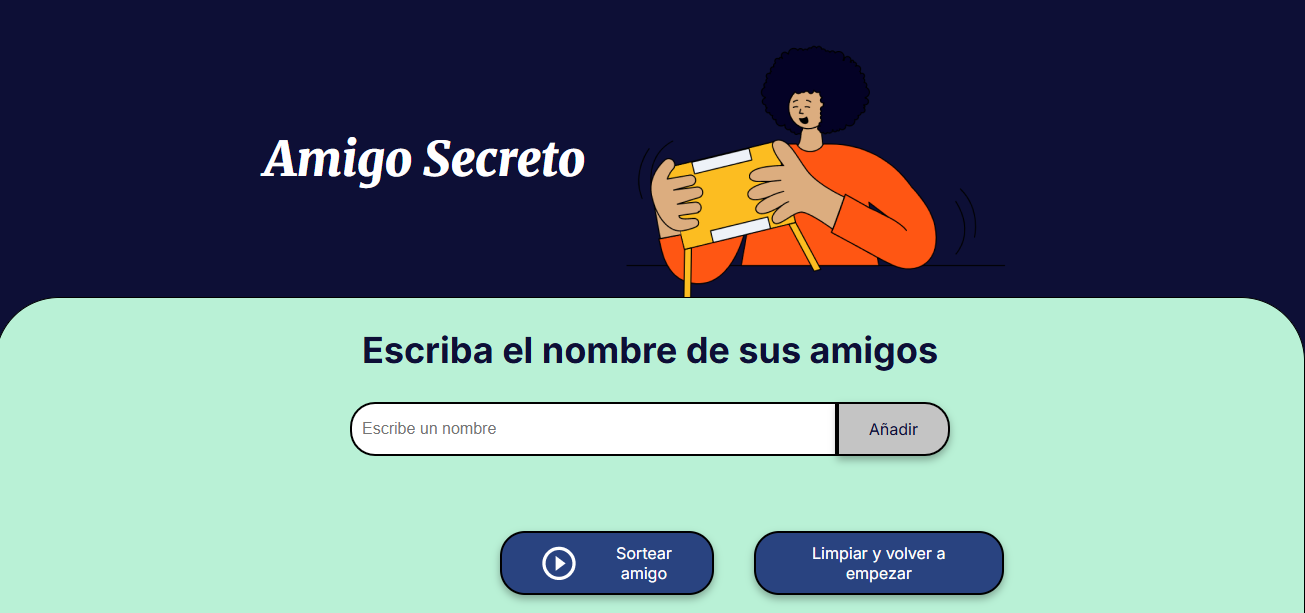 Amigo Secreto
Escriba el nombre de sus amigos
Escribe un nombre
Añadir
Sortear
amigo
Limpiar y volver a
empezar